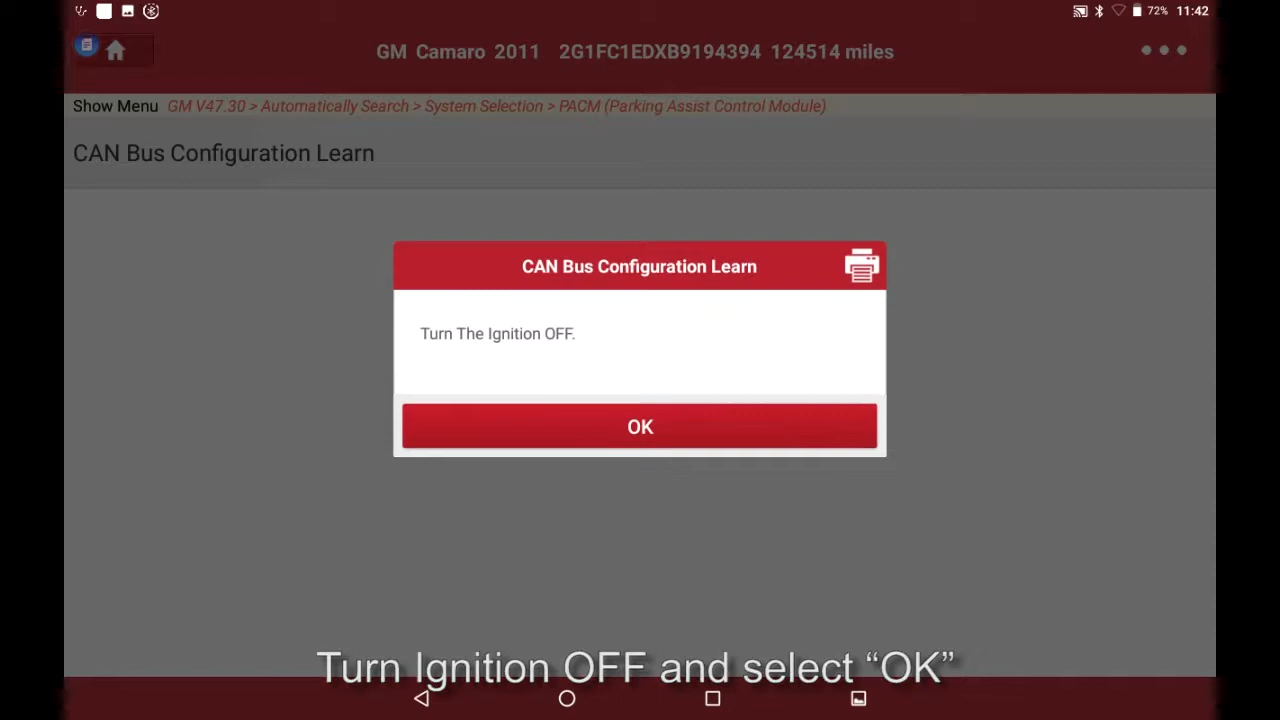 72% 11:42
GM Camaro 2011 2G1FC1EDXB9194394 124514 miles
Show Menu GM V47.30 > Automatically Search > System Selection > PACM (Parking Assist Control Module)
CAN Bus Configuration Learn
CAN Bus Configuration Learn
Turn The Ignition OFF.
OK
Turn Ignition OFF and select “OK”